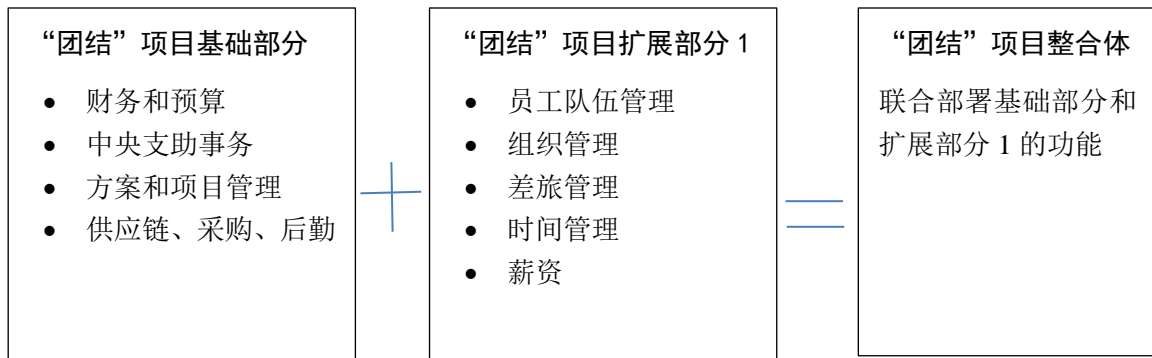 “团结”项目基础部分
● 财务和预算
● 中央支助事务
● 方案和项目管理
● 供应链、采购、后勤
“团结”项目扩展部分 1
● 员工队伍管理
● 组织管理
● 差旅管理
● 时间管理
● 薪资
“团结”项目整合体
联合部署基础部分和
扩展部分 1 的功能